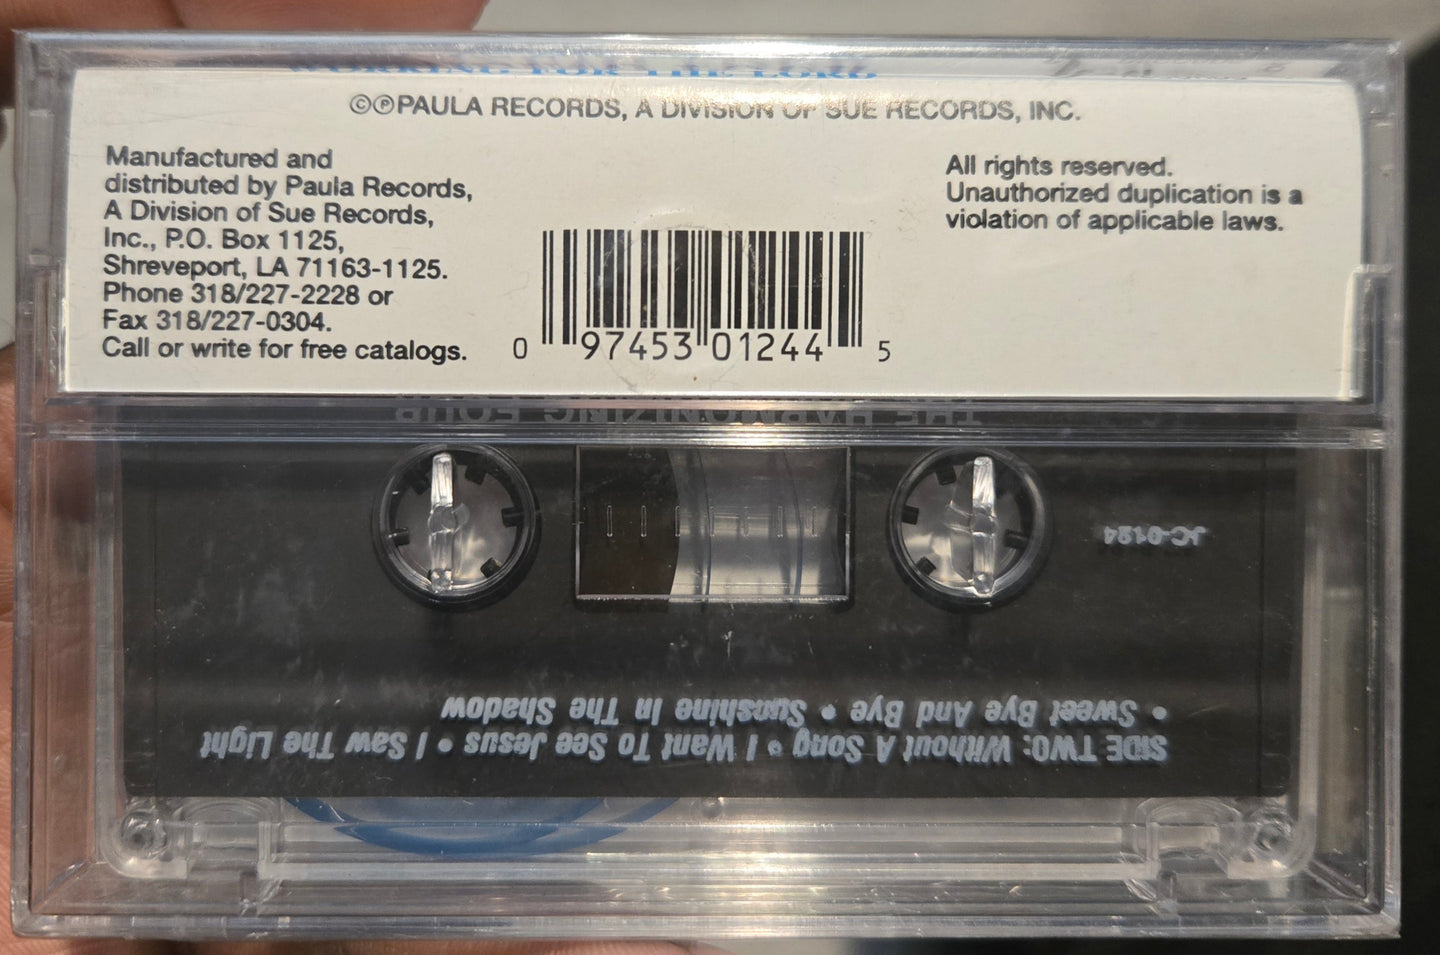 WORKING FOR THE LORD
©℗PAULA RECORDS, A DIVISION OF SUE RECORDS, INC.
Manufactured and
distributed by Paula Records,
A Division of Sue Records,
Inc., P.O. Box 1125,
Shreveport, LA 71163-1125.
Phone 318/227-2228 or
Fax 318/227-0304.
Call or write for free catalogs.
0 97453 01244 5
All rights reserved.
Unauthorized duplication is a
violation of applicable laws.
THE HARMONIZING FOUR
JC-0124
SIDE TWO: Without A Song • I Want To See Jesus • I Saw The Light
• Sweet Bye And Bye • Sunshine In The Shadow